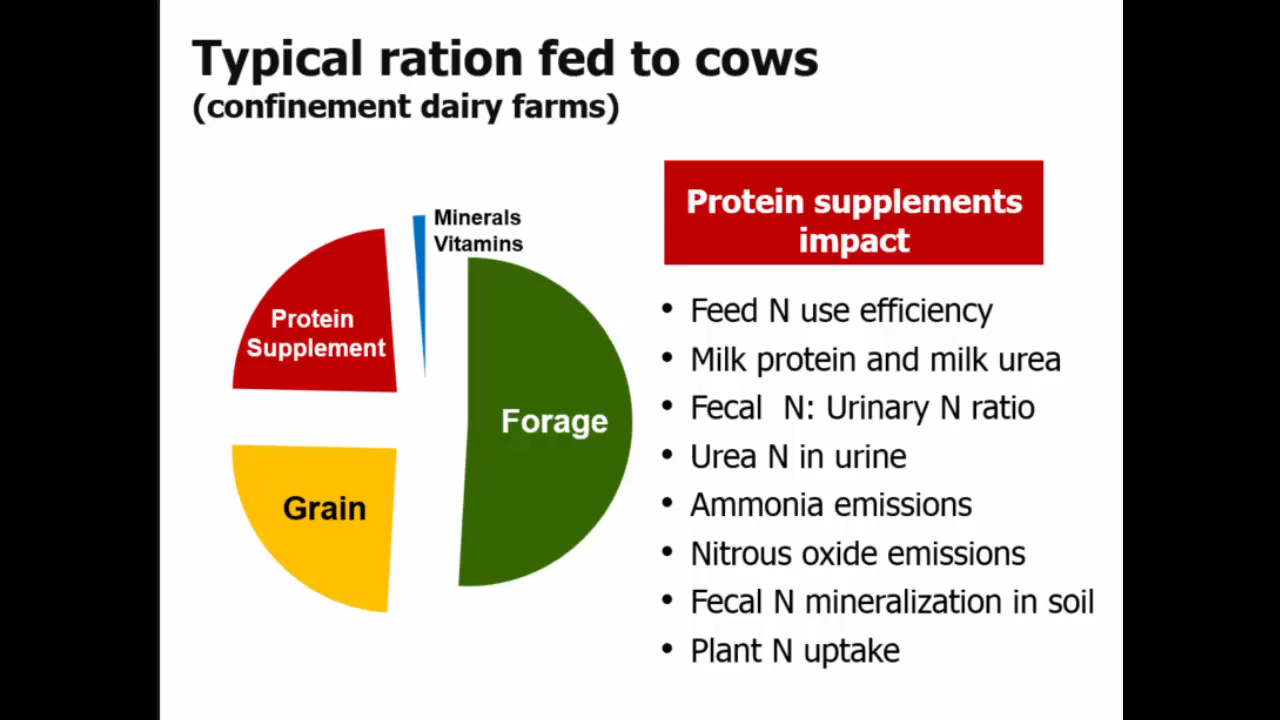 Typical ration fed to cows
(confinement dairy farms)
Minerals
Vitamins
Protein
Supplement
Forage
Grain
Protein supplements
impact
• Feed N use efficiency
• Milk protein and milk urea
• Fecal  N: Urinary N ratio
• Urea N in urine
• Ammonia emissions
• Nitrous oxide emissions
• Fecal N mineralization in soil
• Plant N uptake